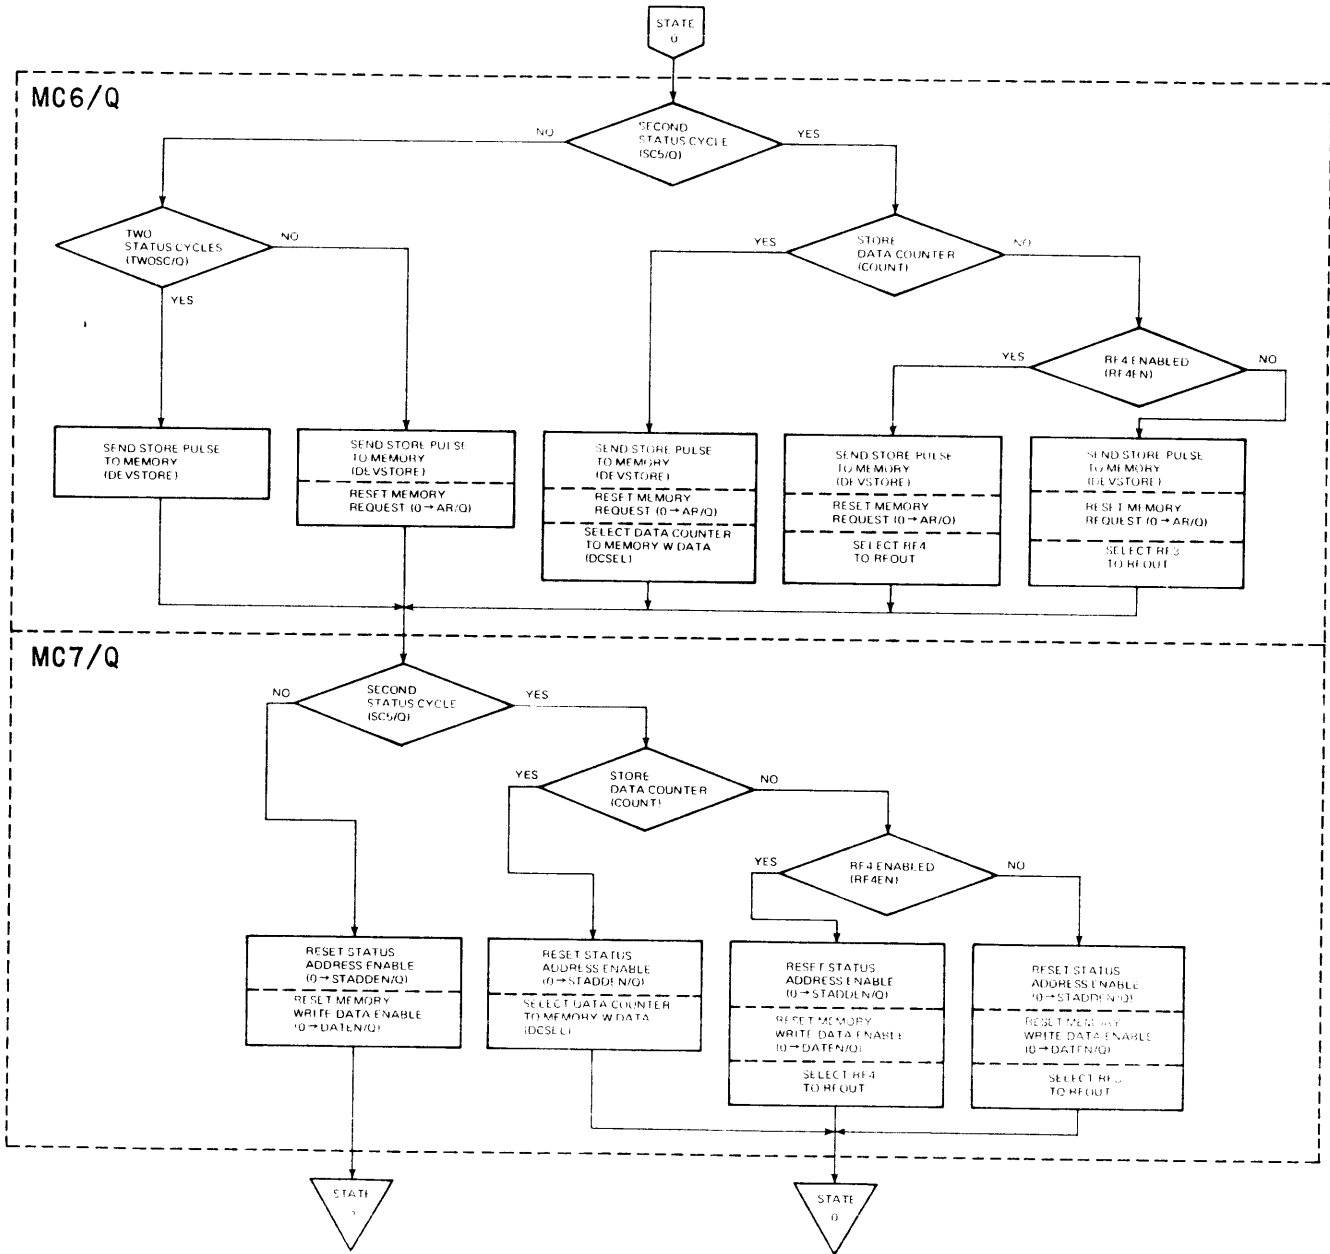 STATE
0
MC6/Q
SECOND
STATUS CYCLE
(SC5/Q)
NO
YES
TWO
STATUS CYCLES
(TWOSC/Q)
NO
YES
STORE
DATA COUNTER
(COUNT)
YES
NO
RF4 ENABLED
(RF4EN)
YES
NO
SEND STORE PULSE
TO MEMORY
(DEVSTORE)
SEND STORE PULSE
TO MEMORY
(DEVSTORE)
RESET MEMORY
REQUEST (0→AR/Q)
SEND STORE PULSE
TO MEMORY
(DEVSTORE)
RESET MEMORY
REQUEST (0→AR/Q)
SELECT DATA COUNTER
TO MEMORY W DATA
(DCSEL)
SEND STORE PULSE
TO MEMORY
(DEVSTORE)
RESET MEMORY
REQUEST (0→AR/Q)
SELECT RF4
TO RFOUT
SEND STORE PULSE
TO MEMORY
(DEVSTORE)
RESET MEMORY
REQUEST (0→AR/Q)
SELECT RF3
TO RFOUT
MC7/Q
SECOND
STATUS CYCLE
(SC5/Q)
NO
YES
STORE
DATA COUNTER
(COUNT)
YES
NO
RF4 ENABLED
(RF4EN)
YES
NO
RESET STATUS
ADDRESS ENABLE
(0→STADDEN/Q)
RESET MEMORY
WRITE DATA ENABLE
(0→DATEN/Q)
RESET STATUS
ADDRESS ENABLE
(0→STADDEN/Q)
SELECT DATA COUNTER
TO MEMORY W DATA
(DCSEL)
RESET STATUS
ADDRESS ENABLE
(0→STADDEN/Q)
RESET MEMORY
WRITE DATA ENABLE
(0→DATEN/Q)
SELECT RF4
TO RFOUT
RESET STATUS
ADDRESS ENABLE
(0→STADDEN/Q)
RESET MEMORY
WRITE DATA ENABLE
(0→DATEN/Q)
SELECT RF3
TO RFOUT
STATE
STATE
0